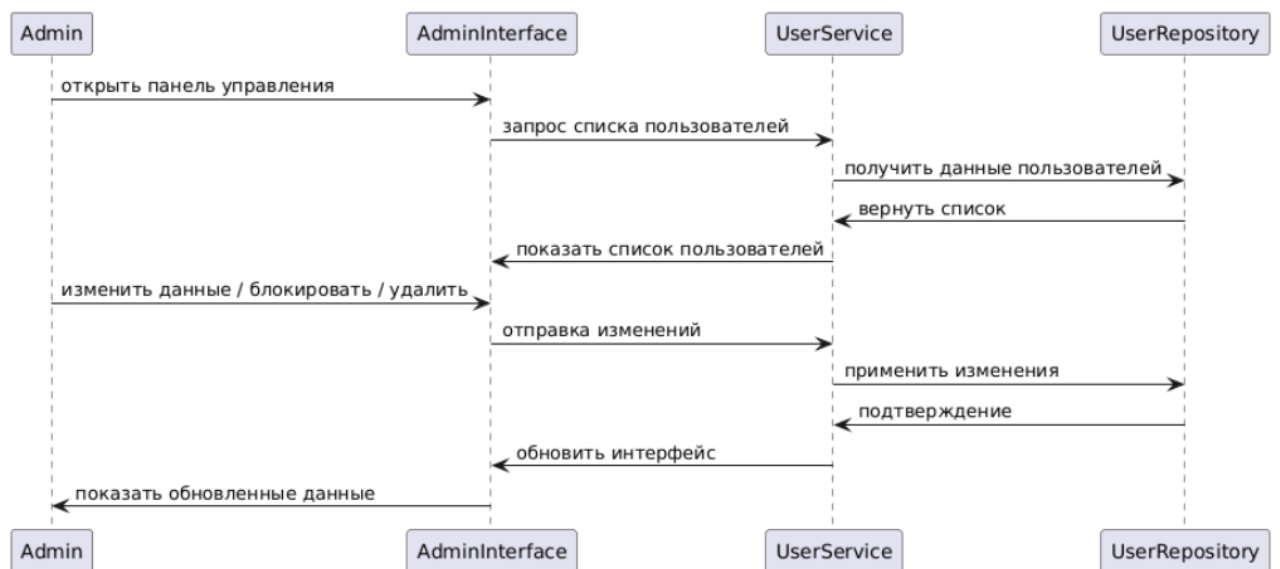 Admin AdminInterface UserService UserRepository
открыть панель управления
запрос списка пользователей
получить данные пользователей
вернуть список
показать список пользователей
изменить данные / блокировать / удалить
отправка изменений
применить изменения
подтверждение
обновить интерфейс
показать обновленные данные
Admin AdminInterface UserService UserRepository